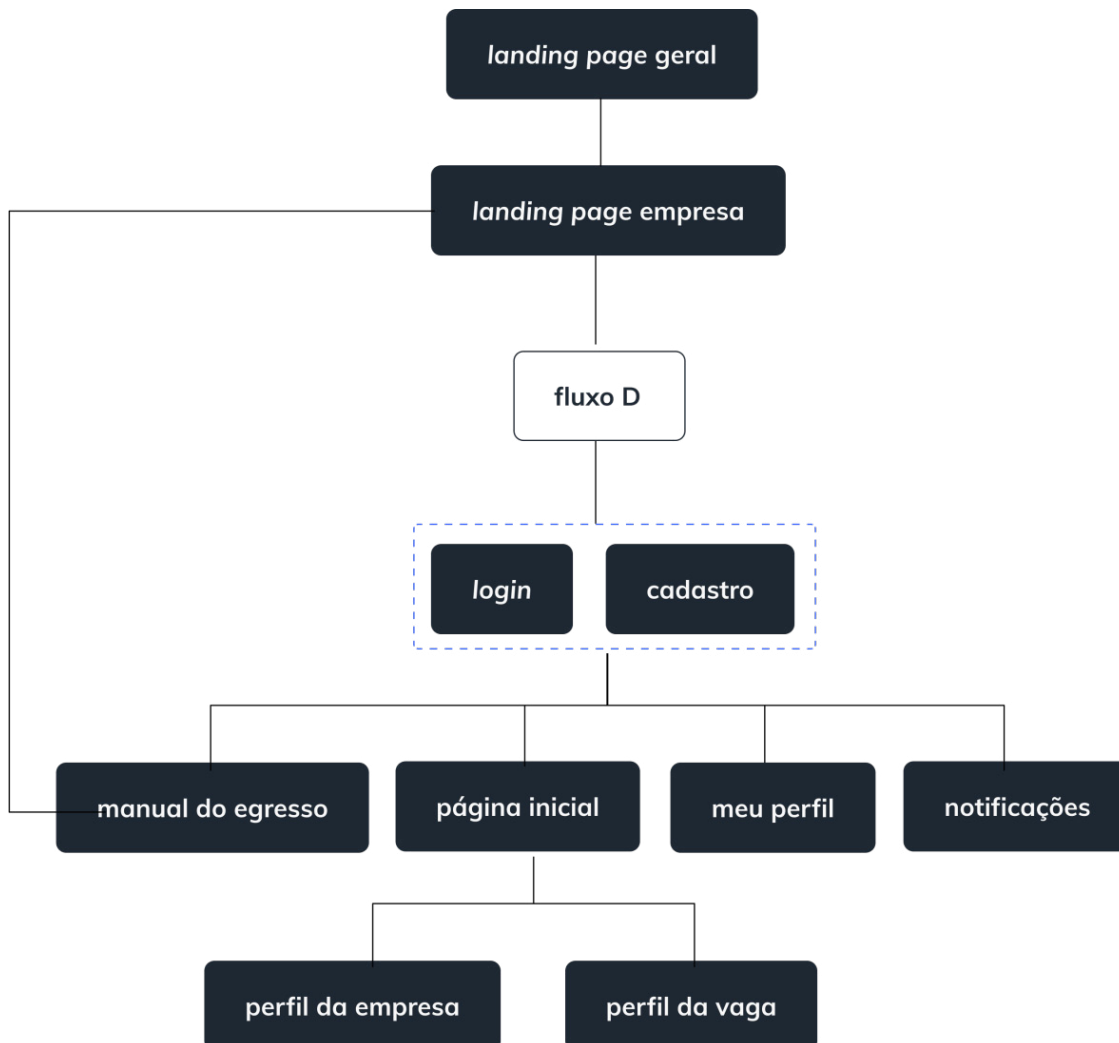 landing page geral
landing page empresa
fluxo D
login
cadastro
manual do egresso
página inicial
meu perfil
notificações
perfil da empresa
perfil da vaga